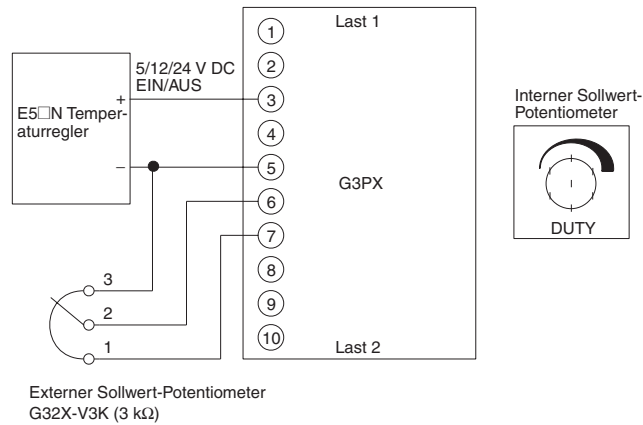 Last 1
1
2
3
4
5
6
7
8
9
10
G3PX
Last 2
5/12/24 V DC
EIN/AUS
+
E5□N Temper-
aturregler
–
3
2
1
Externer Sollwert-Potentiometer
G32X-V3K (3 kΩ)
Interner Sollwert-
Potentiometer
DUTY